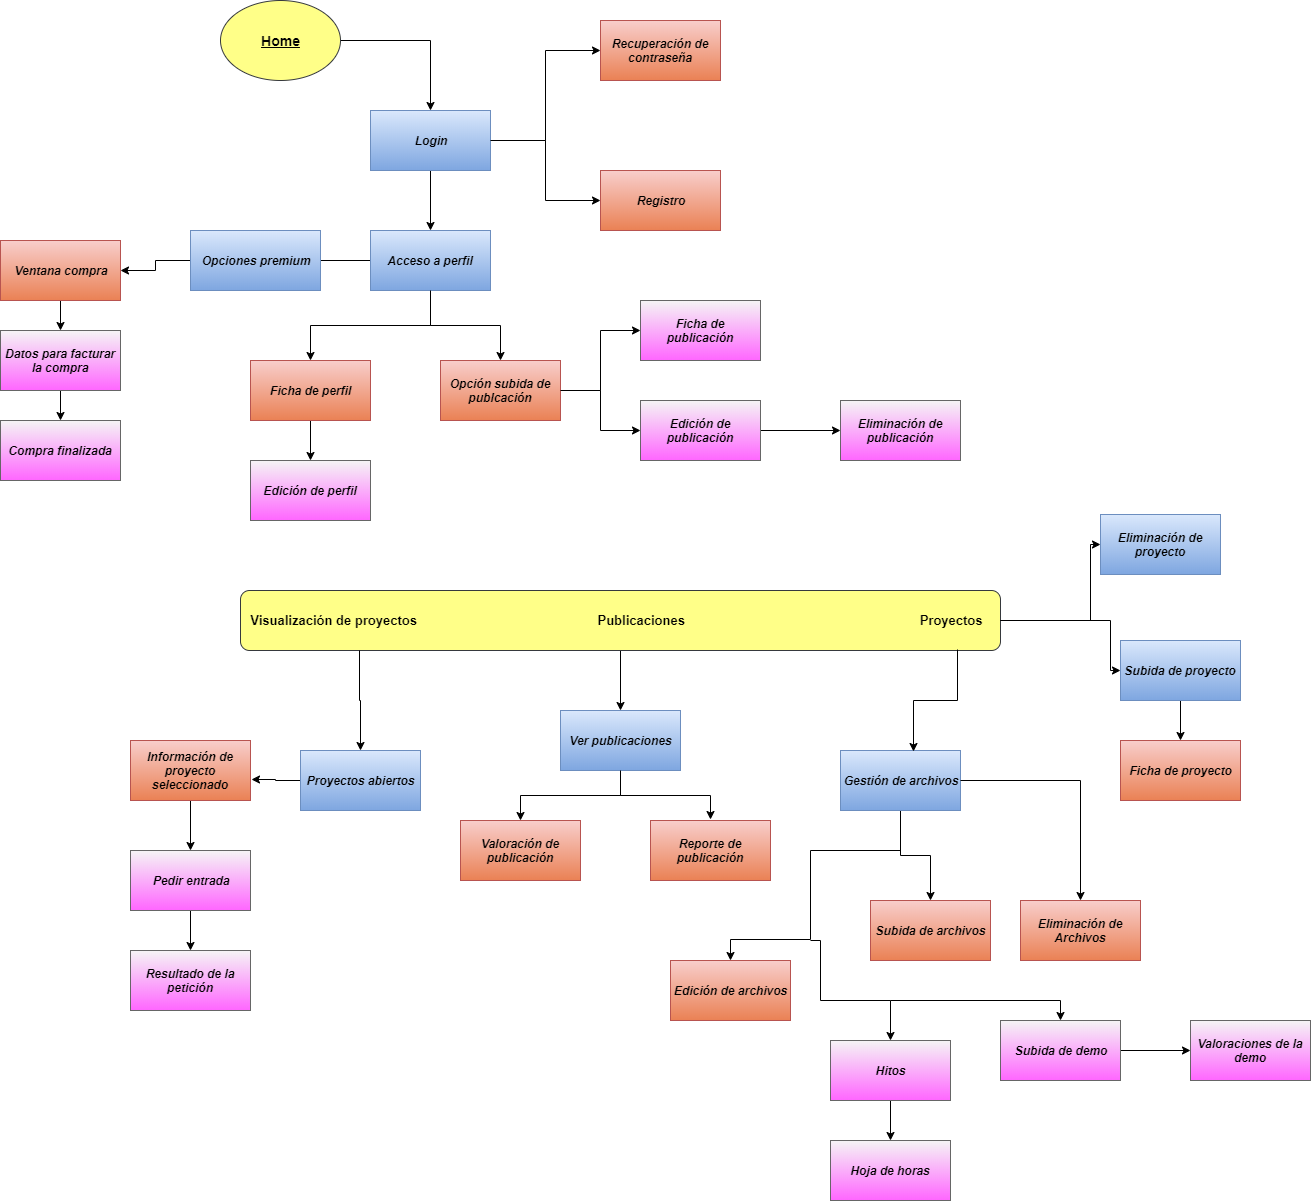 Home
Recuperación de
contraseña
Login
Registro
Opciones premium
Acceso a perfil
Ventana compra
Datos para facturar
la compra
Compra finalizada
Ficha de perfil
Edición de perfil
Opción subida de
publcación
Ficha de
publicación
Edición de
publicación
Eliminación de
publicación
Eliminación de
proyecto
Visualización de proyectos
Publicaciones
Proyectos
Subida de proyecto
Ficha de proyecto
Información de
proyecto
seleccionado
Proyectos abiertos
Ver publicaciones
Gestión de archivos
Valoración de
publicación
Reporte de
publicación
Pedir entrada
Resultado de la
petición
Subida de archivos
Eliminación de
Archivos
Edición de archivos
Hitos
Subida de demo
Valoraciones de la
demo
Hoja de horas